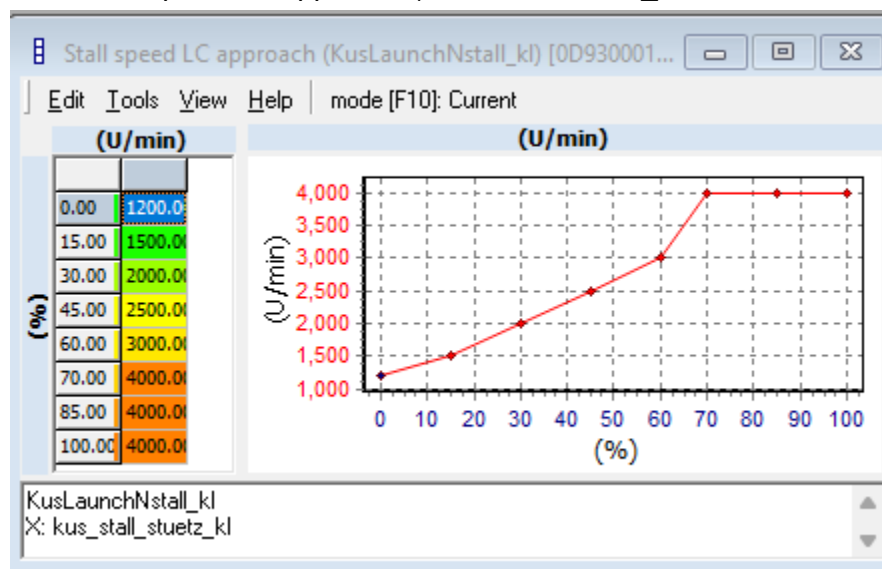 Stall speed LC approach (KusLaunchNstall_kl) [0D930001...
Edit Tools View Help mode [F10]: Current
(U/min) (U/min)
0.00 1200.0
15.00 1500.00
30.00 2000.00
45.00 2500.00
60.00 3000.00
70.00 4000.00
85.00 4000.00
100.00 4000.00
(%)
(U/min)
4,000
3,500
3,000
2,500
2,000
1,500
1,000
0 10 20 30 40 50 60 70 80 90 100
(%)
KusLaunchNstall_kl
X: kus_stall_stuetz_kl